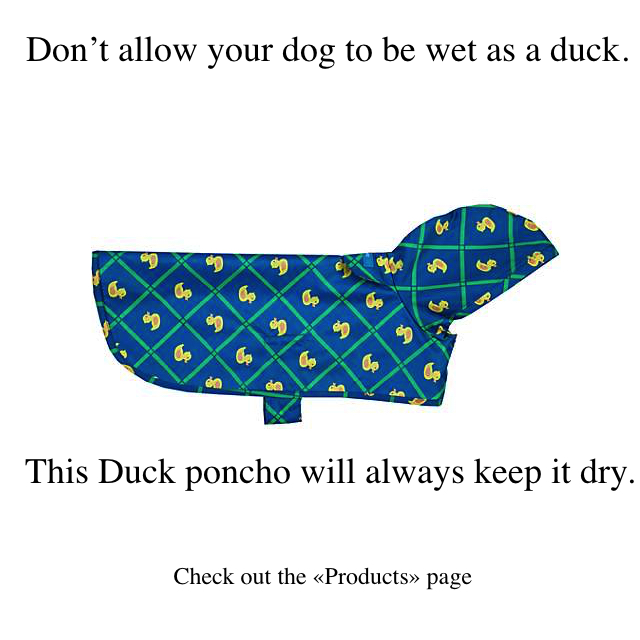 Don’t allow your dog to be wet as a duck.
This Duck poncho will always keep it dry.
Check out the «Products» page